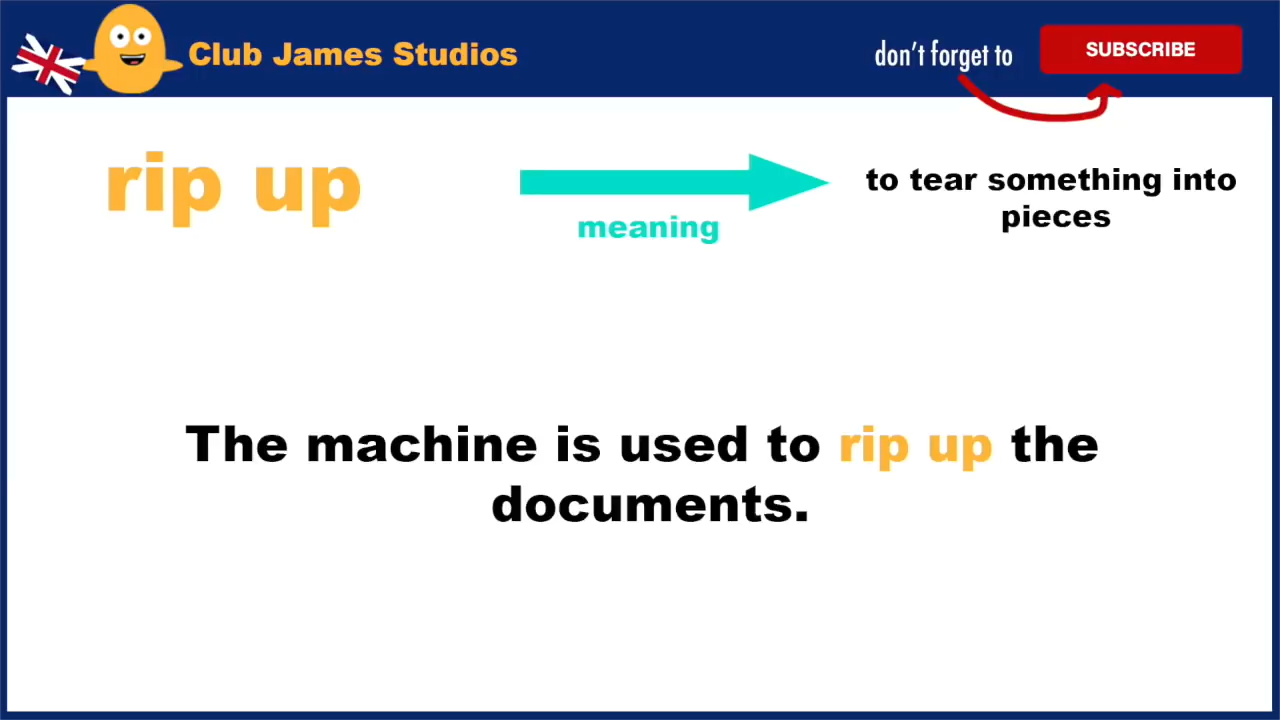 Club James Studios
don't forget to
SUBSCRIBE
rip up
meaning
to tear something into
pieces
The machine is used to rip up the
documents.